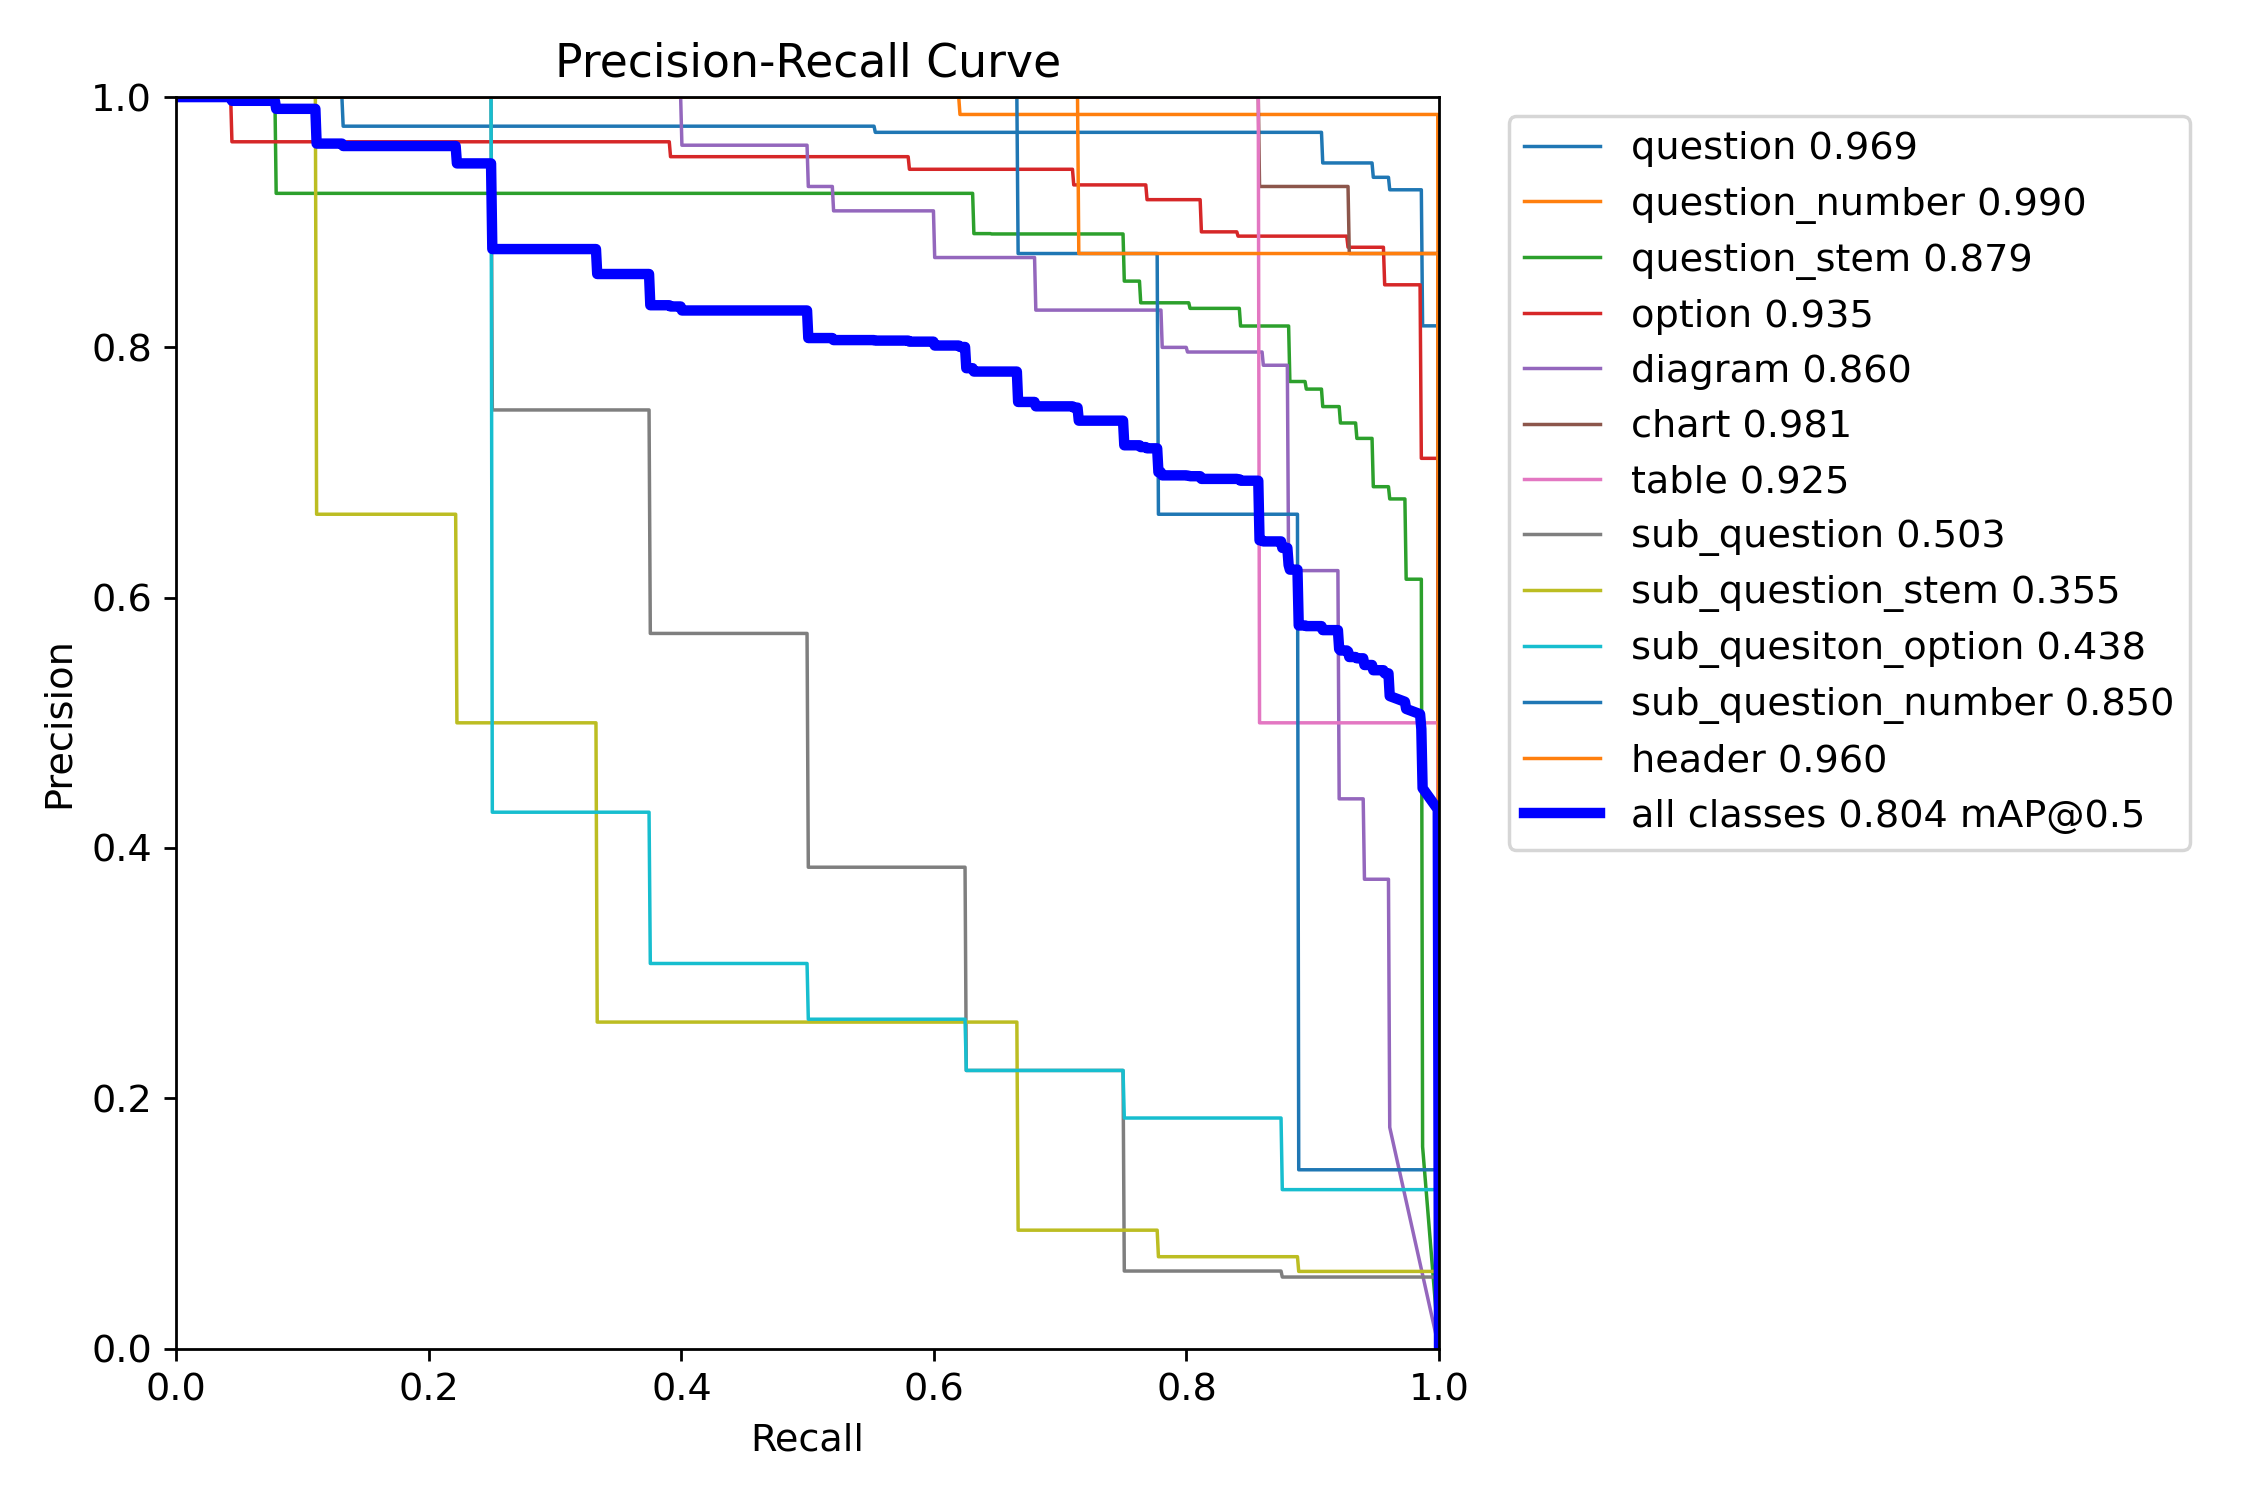 Precision-Recall Curve
1.0
0.8
0.6
0.4
0.2
0.0
Precision
0.0 0.2 0.4 0.6 0.8 1.0
Recall
question 0.969
question_number 0.990
question_stem 0.879
option 0.935
diagram 0.860
chart 0.981
table 0.925
sub_question 0.503
sub_question_stem 0.355
sub_quesiton_option 0.438
sub_question_number 0.850
header 0.960
all classes 0.804 mAP@0.5